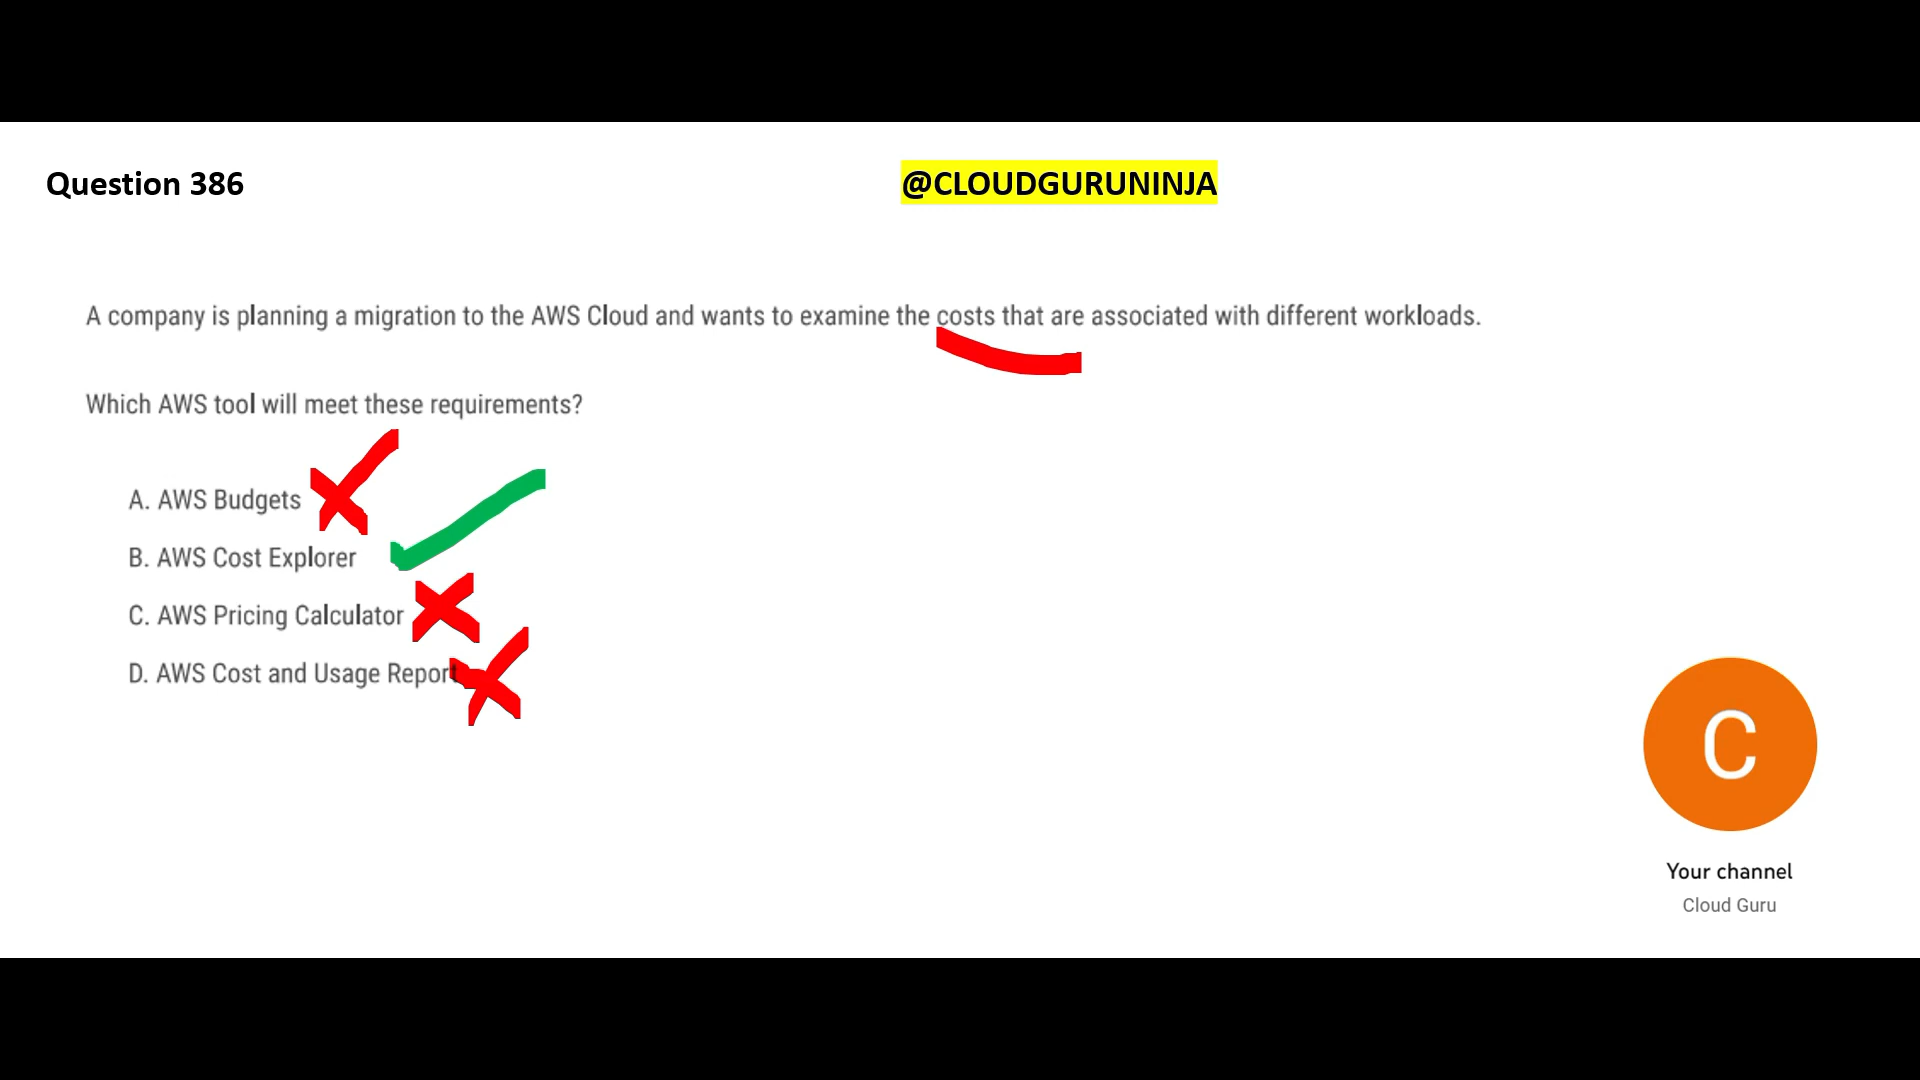 Question 386
@CLOUDGURUNINJA
A company is planning a migration to the AWS Cloud and wants to examine the costs that are associated with different workloads.
Which AWS tool will meet these requirements?
A. AWS Budgets
B. AWS Cost Explorer
C. AWS Pricing Calculator
D. AWS Cost and Usage Report
C
Your channel
Cloud Guru